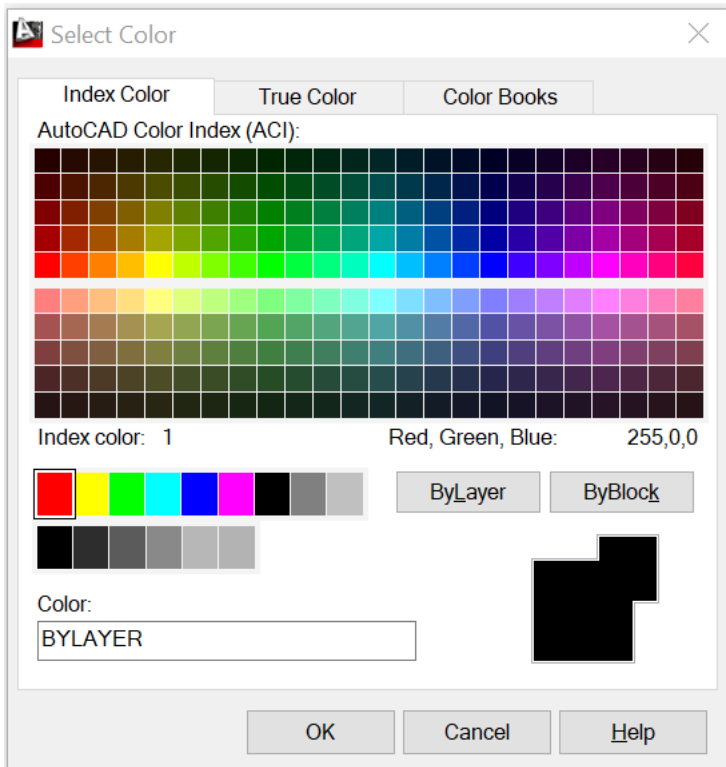 Select Color
Index Color True Color Color Books
AutoCAD Color Index (ACI):
Index color: 1 Red, Green, Blue: 255,0,0
ByLayer ByBlock
Color:
BYLAYER
OK Cancel Help